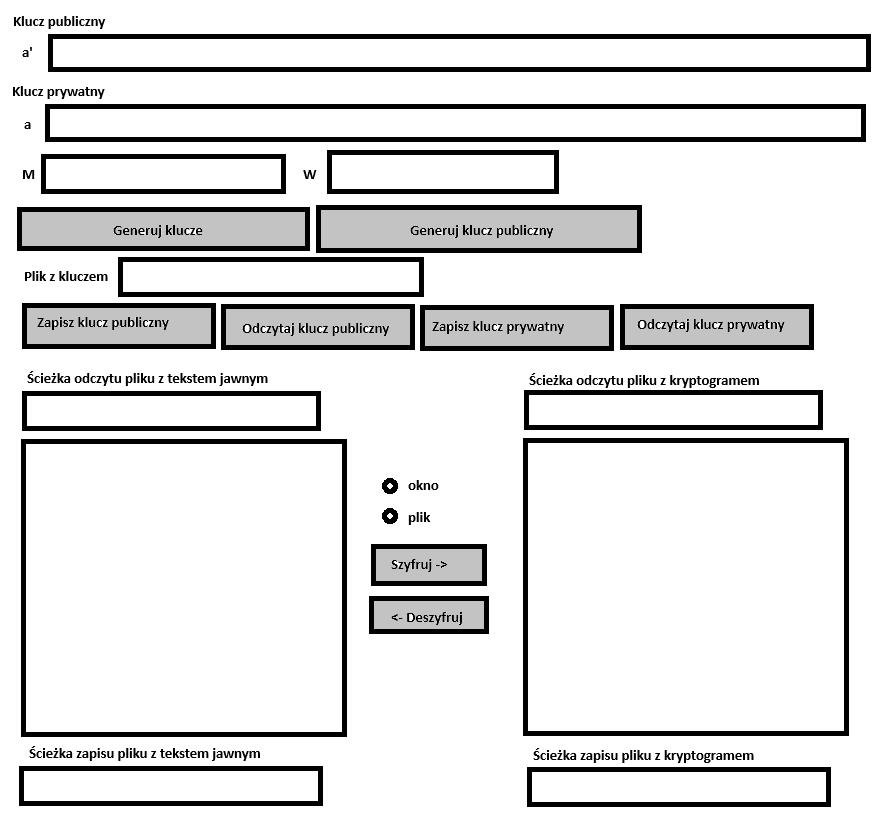 Klucz publiczny
a'
Klucz prywatny
a
M
W
Generuj klucze
Generuj klucz publiczny
Plik z kluczem
Zapisz klucz publiczny
Odczytaj klucz publiczny
Zapisz klucz prywatny
Odczytaj klucz prywatny
Ścieżka odczytu pliku z tekstem jawnym
Ścieżka odczytu pliku z kryptogramem
okno
plik
Szyfruj ->
<- Deszyfruj
Ścieżka zapisu pliku z tekstem jawnym
Ścieżka zapisu pliku z kryptogramem